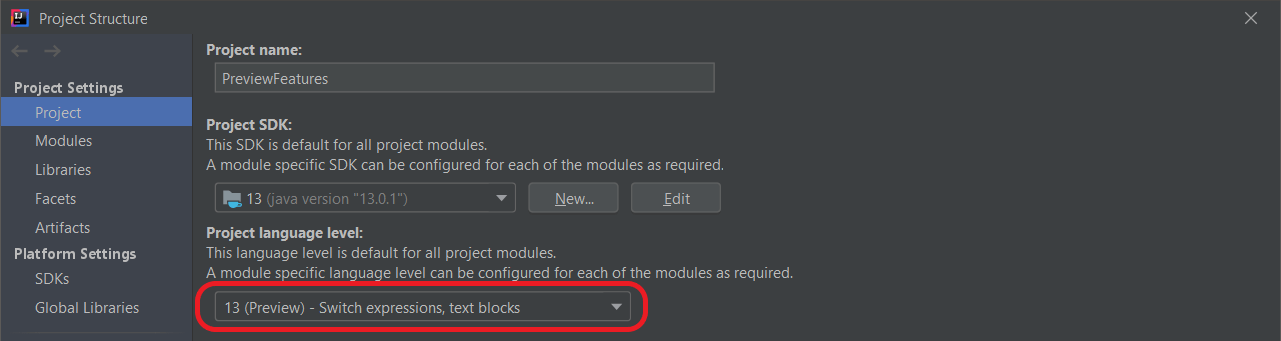 IJ
Project Structure
Project Settings
Project
Modules
Libraries
Facets
Artifacts
Platform Settings
SDKs
Global Libraries
Project name:
PreviewFeatures
Project SDK:
This SDK is default for all project modules.
A module specific SDK can be configured for each of the modules as required.
13 (java version "13.0.1")
New...
Edit
Project language level:
This language level is default for all project modules.
A module specific language level can be configured for each of the modules as required.
13 (Preview) - Switch expressions, text blocks